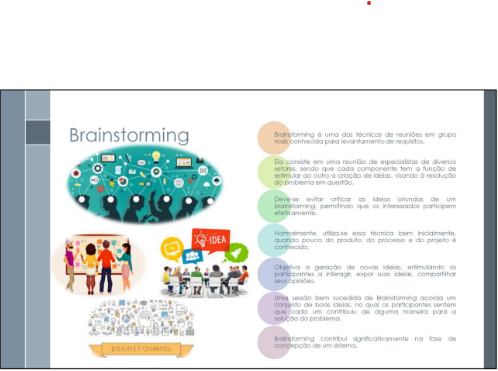 Brainstorming
IDEA
BRAINSTORMING
Brainstorming é uma das técnicas de reuniões em grupo
mais conhecida para levantamento de requisitos.
Ela consiste em uma reunião de especialistas de diversos
setores, sendo que cada componente tem a função de
estimular ao outro a criação de ideias, visando à resolução
do problema em questão.
Deve-se evitar criticar as ideias oriundas de um
brainstorming, permitindo que os interessados participem
efetivamente.
Normalmente, utiliza-se essa técnica bem inicialmente,
quando pouco do produto, do processo e do projeto é
conhecido.
Objetiva a geração de novas ideias, estimulando os
participantes a interagir, expor suas ideias, compartilhar
seus opiniões.
Uma sessão bem sucedida de Brainstorming acorda um
conjunto de boas ideias, no qual os participantes sentem
que cada um contribuiu de alguma maneira para a
solução do problema.
Brainstorming contribui significativamente na fase de
concepção de um sistema.